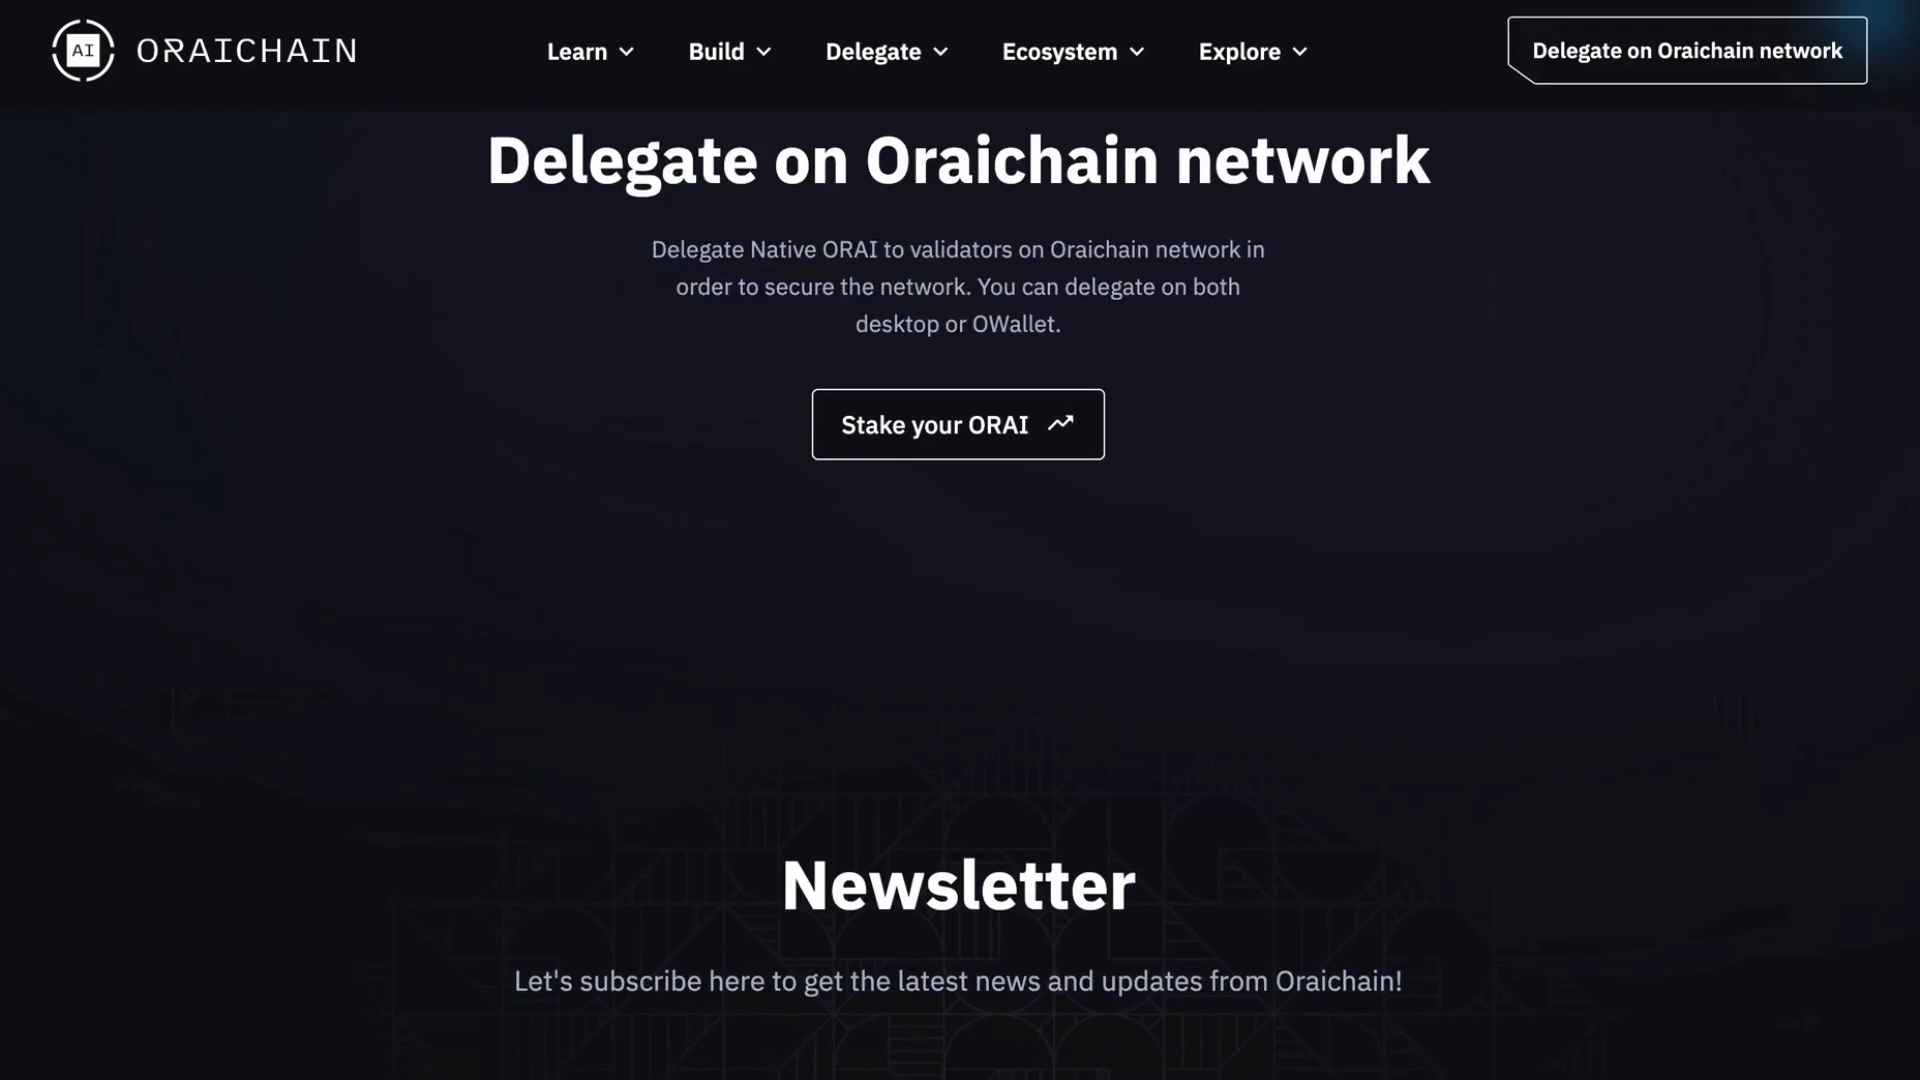 AI ORAICHAIN
Learn Build Delegate Ecosystem Explore
Delegate on Oraichain network
Delegate on Oraichain network
Delegate Native ORAI to validators on Oraichain network in
order to secure the network. You can delegate on both
desktop or OWallet.
Stake your ORAI
Newsletter
Let's subscribe here to get the latest news and updates from Oraichain!